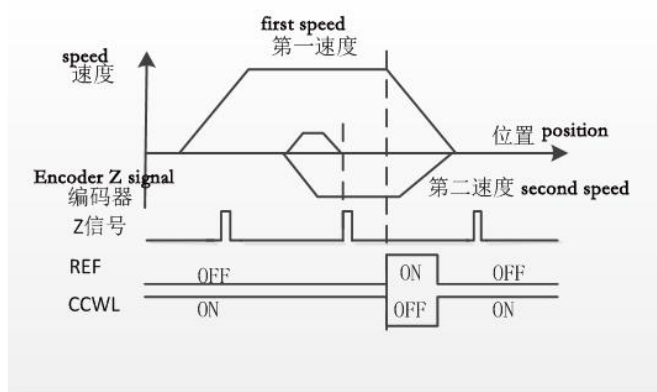 first speed
第一速度
speed
速度
位置 position
Encoder Z signal
编码器
Z信号
第二速度 second speed
REF OFF ON OFF
CCWL ON OFF ON